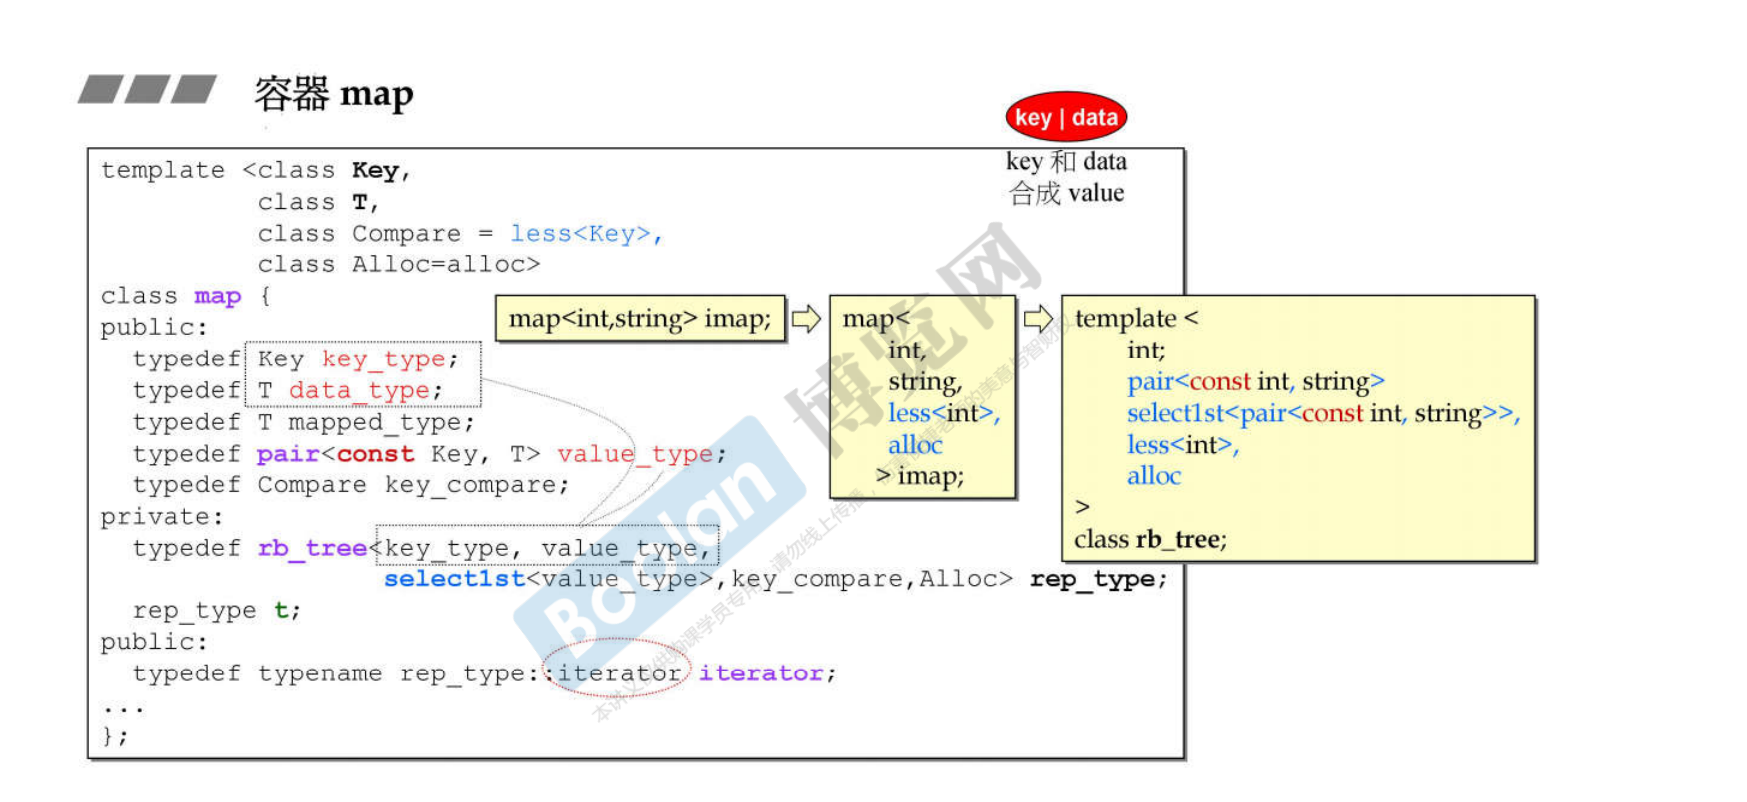 容器 map
key | data
key 和 data
合成 value
template <class Key,
class T,
class Compare = less<Key>,
class Alloc=alloc>
class map {
public:
typedef Key key_type;
typedef T data_type;
typedef T mapped_type;
typedef pair<const Key, T> value_type;
typedef Compare key_compare;
private:
typedef rb_tree<key_type, value_type,
select1st<value_type>,key_compare,Alloc> rep_type;
rep_type t;
public:
typedef typename rep_type::iterator iterator;
...
};
map<int,string> imap;
map<
int,
string,
less<int>,
alloc
> imap;
template <
int;
pair<const int, string>
select1st<pair<const int, string>>,
less<int>,
alloc
>
class rb_tree;
Boolan
博览网